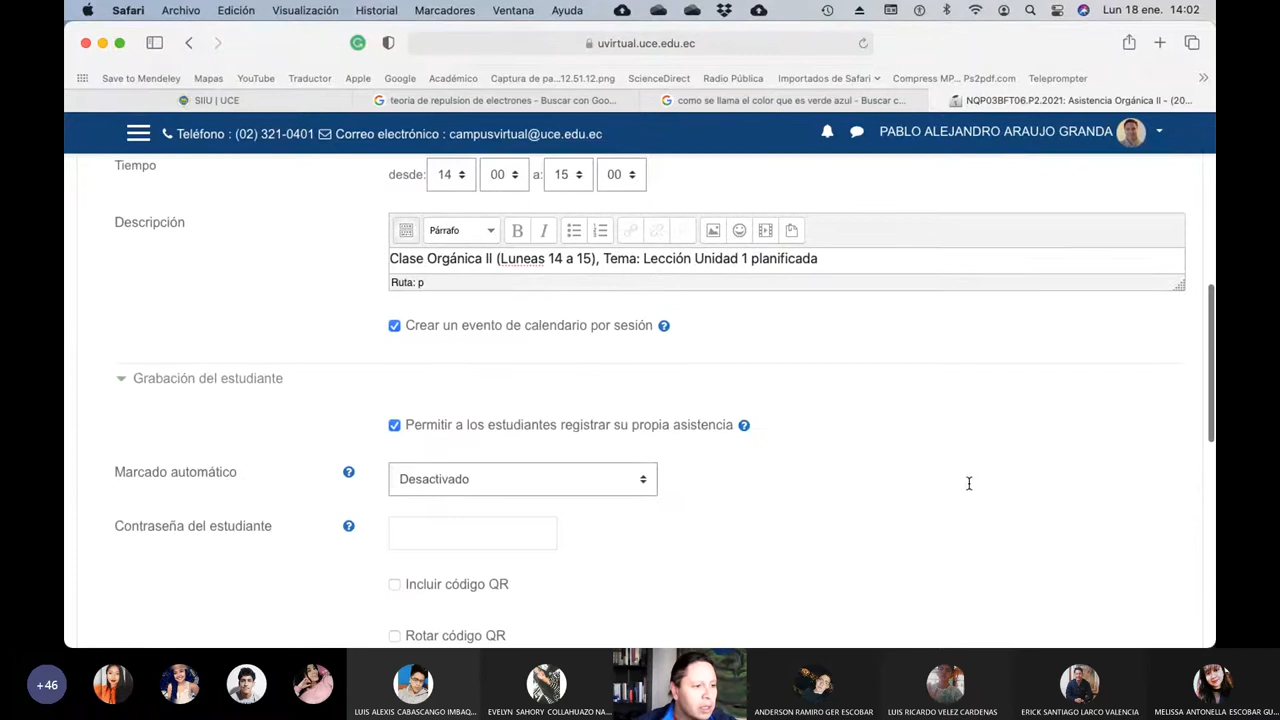 Safari Archivo Edición Visualización Historial Marcadores Ventana Ayuda Lun 18 ene. 14:02
uvirtual.uce.edu.ec
Save to Mendeley Mapas YouTube Traductor Apple Google Académico Captura de pa...12.51.12.png ScienceDirect Radio Pública Importados de Safari Compress MP... Ps2pdf.com Teleprompter
SIIU | UCE teoria de repulsion de electrones - Buscar con Goo... como se llama el color que es verde azul - Buscar c... NQP03BFT06.P2.2021: Asistencia Orgánica II - (20...
Teléfono : (02) 321-0401 Correo electrónico : campusvirtual@uce.edu.ec PABLO ALEJANDRO ARAUJO GRANDA
Tiempo desde: 14 00 a: 15 00
Descripción Párrafo B I
Clase Orgánica II (Luneas 14 a 15), Tema: Lección Unidad 1 planificada
Ruta: p
Crear un evento de calendario por sesión ?
Grabación del estudiante
Permitir a los estudiantes registrar su propia asistencia ?
Marcado automático ? Desactivado
Contraseña del estudiante ?
Incluir código QR
Rotar código QR
+46 LUIS ALEXIS CABASCANGO IMBAQ... EVELYN SAHORY COLLAHUAZO NA... ANDERSON RAMIRO GER ESCOBAR LUIS RICARDO VELEZ CARDENAS ERICK SANTIAGO LARCO VALENCIA MELISSA ANTONELLA ESCOBAR GU...